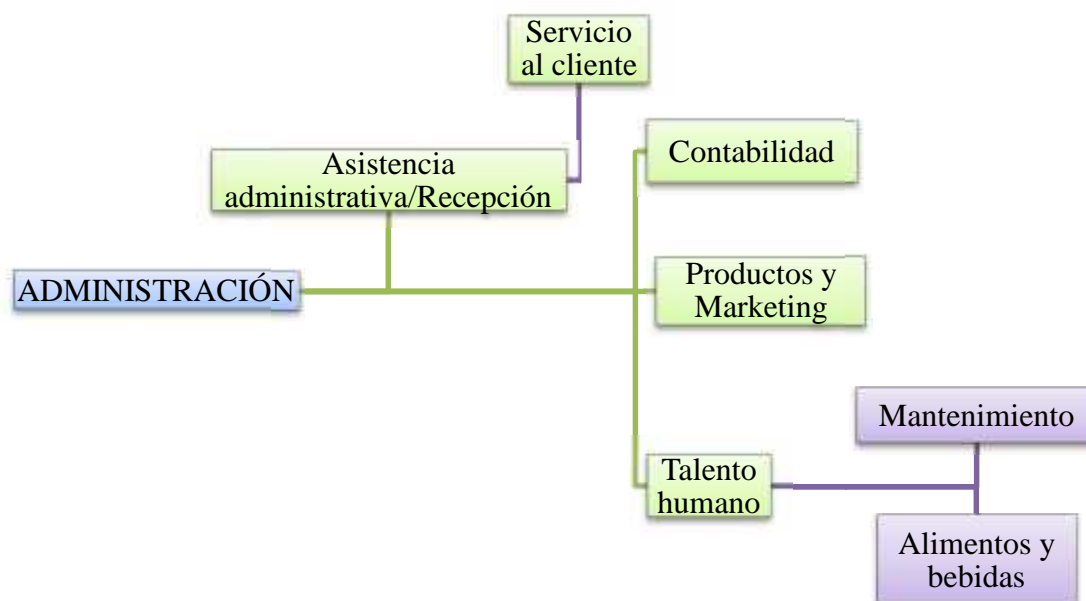 Servicio
al cliente
Asistencia
administrativa/Recepción
Contabilidad
ADMINISTRACIÓN
Productos y
Marketing
Mantenimiento
Talento
humano
Alimentos y
bebidas